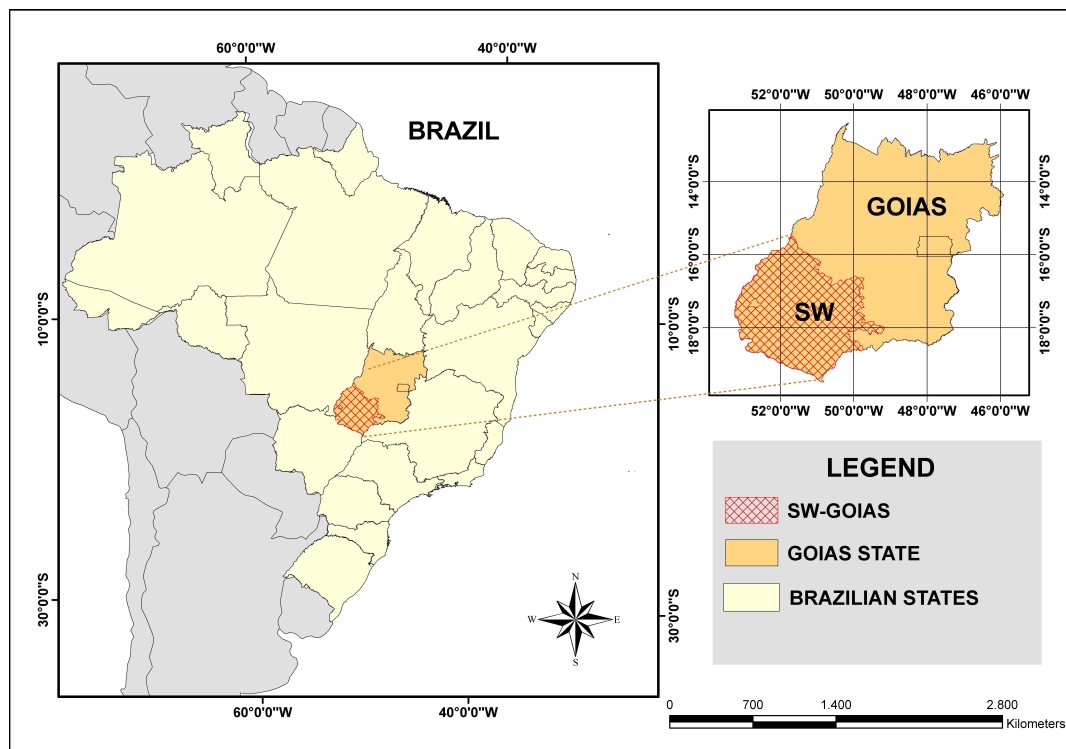 60°0'0"W 40°0'0"W
BRAZIL
10°0'0"S
30°0'0"S
10°0'0"S
30°0'0"S
60°0'0"W 40°0'0"W
N
W E
S
52°0'0"W 50°0'0"W 48°0'0"W 46°0'0"W
14°0'0"S
16°0'0"S
18°0'0"S
GOIAS
SW
14°0'0"S
16°0'0"S
18°0'0"S
52°0'0"W 50°0'0"W 48°0'0"W 46°0'0"W
LEGEND
SW-GOIAS
GOIAS STATE
BRAZILIAN STATES
0 700 1.400 2.800
Kilometers